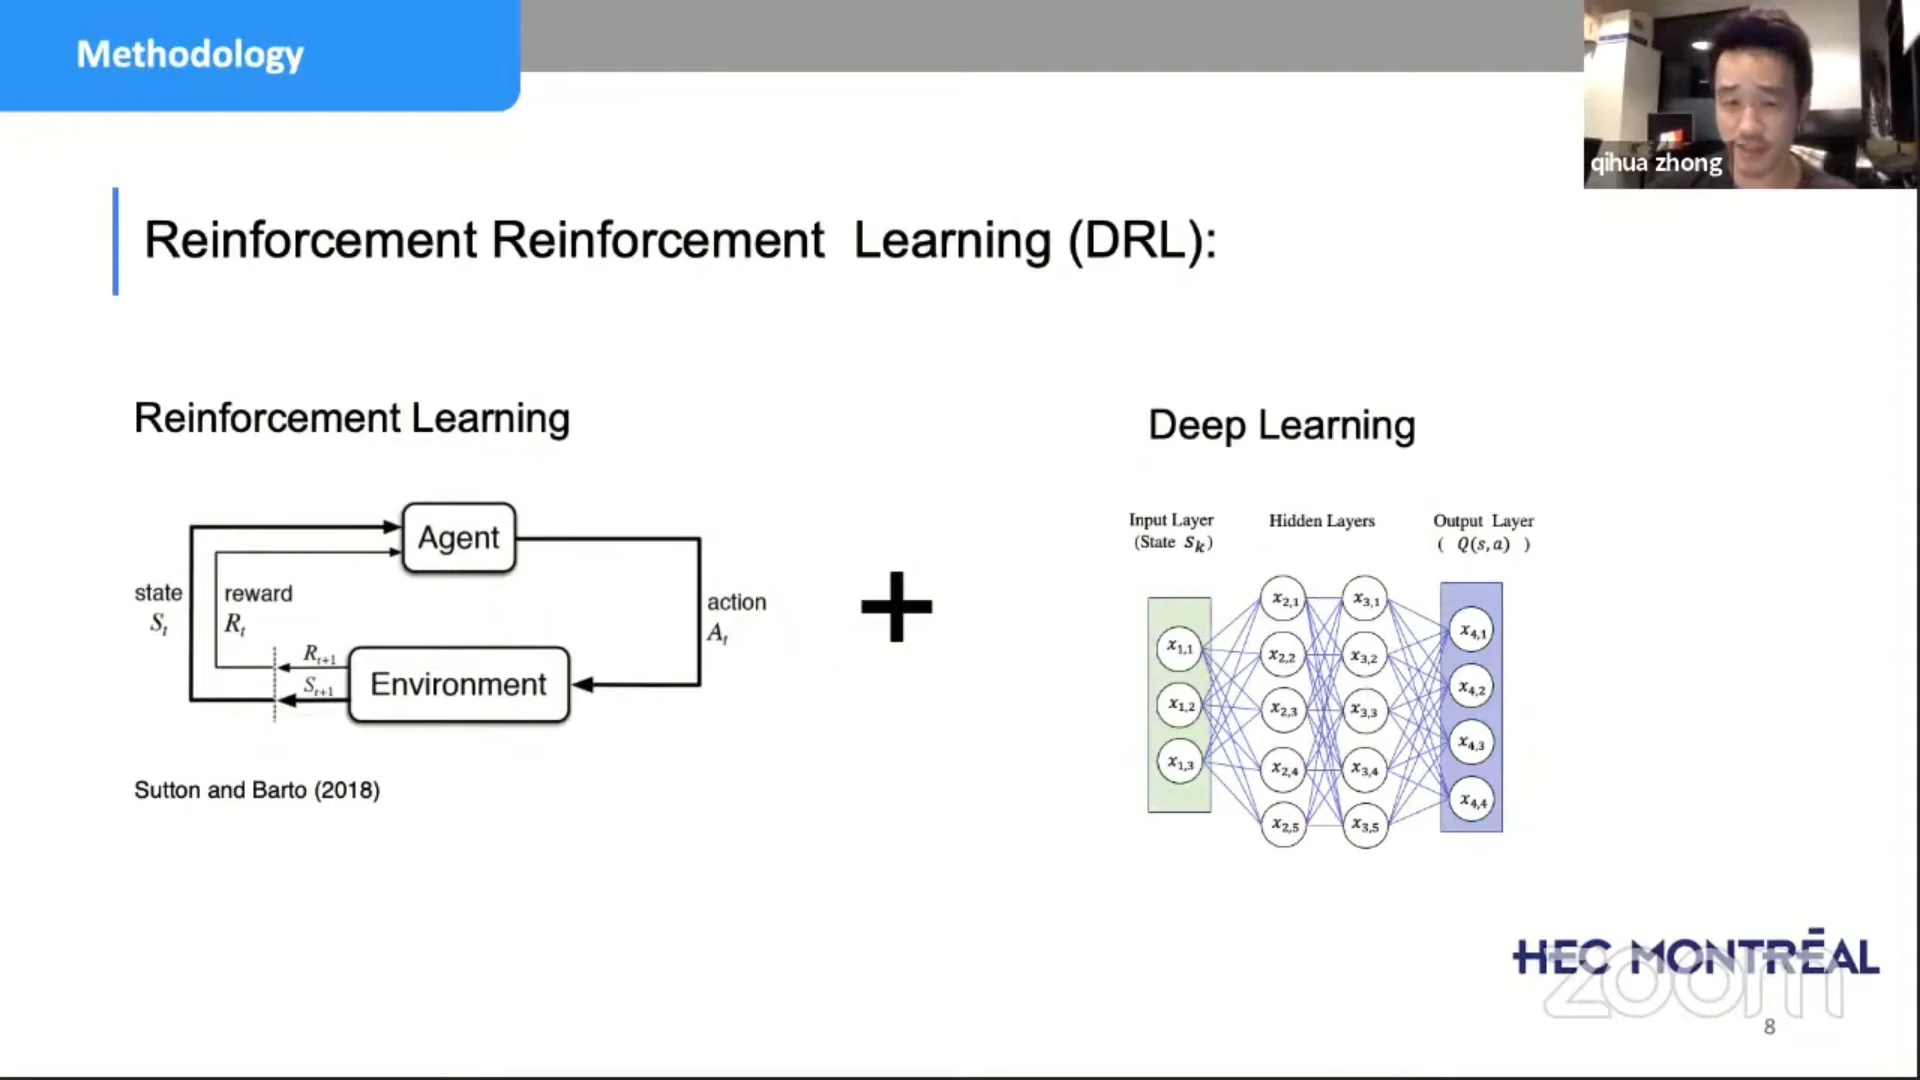 Methodology
qihua zhong
Reinforcement Reinforcement Learning (DRL):
Reinforcement Learning
Agent
state
S_t
reward
R_t
action
A_t
R_{t+1}
S_{t+1}
Environment
Sutton and Barto (2018)
+
Deep Learning
Input Layer
(State S_k)
Hidden Layers
Output Layer
( Q(s,a) )
x_{1,1}
x_{1,2}
x_{1,3}
x_{2,1}
x_{2,2}
x_{2,3}
x_{2,4}
x_{2,5}
x_{3,1}
x_{3,2}
x_{3,3}
x_{3,4}
x_{3,5}
x_{4,1}
x_{4,2}
x_{4,3}
x_{4,4}
HEC MONTRĒAL
zoom
8